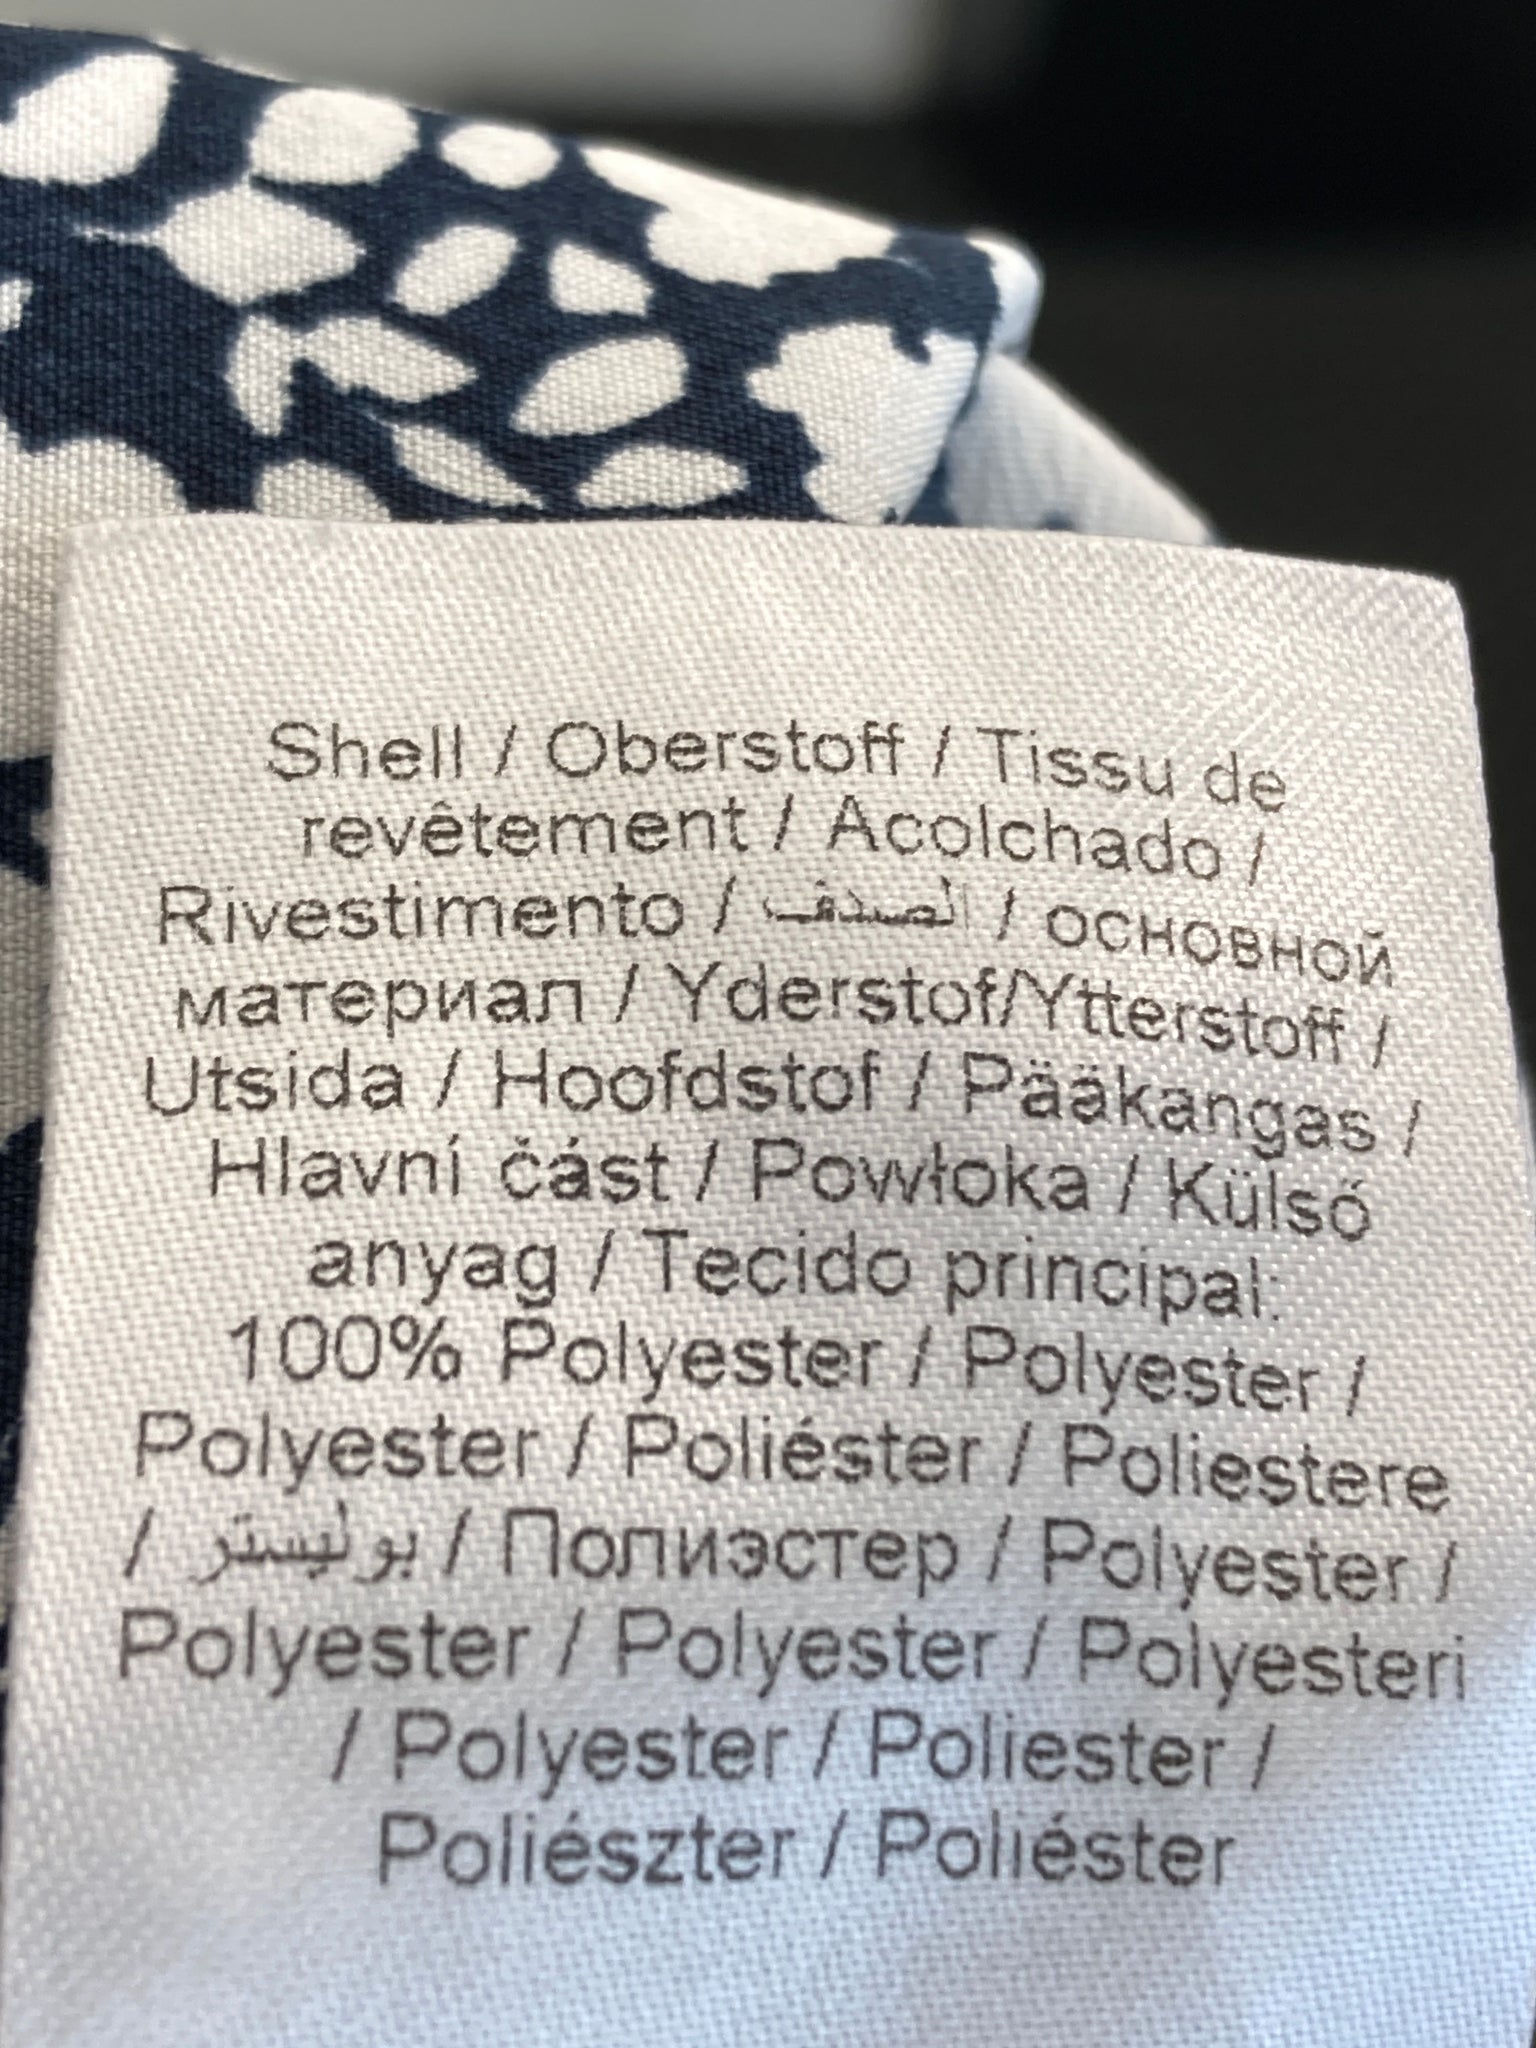 Shell / Oberstoff / Tissu de
revêtement / Acolchado /
Rivestimento / الصدف / основной
материал / Yderstof/Ytterstoff /
Utsida / Hoofdstof / Pääkangas /
Hlavní část / Powłoka / Külső
anyag / Tecido principal:
100% Polyester / Polyester /
Polyester / Poliéster / Poliestere
/ بوليستر / Полиэстер / Polyester /
Polyester / Polyester / Polyesteri
/ Polyester / Poliester /
Poliészter / Poliéster